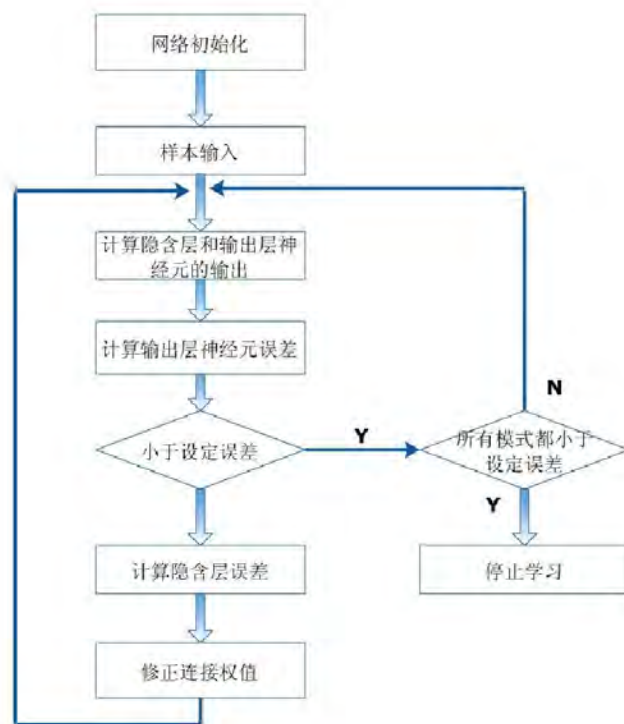 网络初始化
样本输入
计算隐含层和输出层神
经元的输出
计算输出层神经元误差
小于设定误差
Y
所有模式都小于
设定误差
N
Y
计算隐含层误差
停止学习
修正连接权值